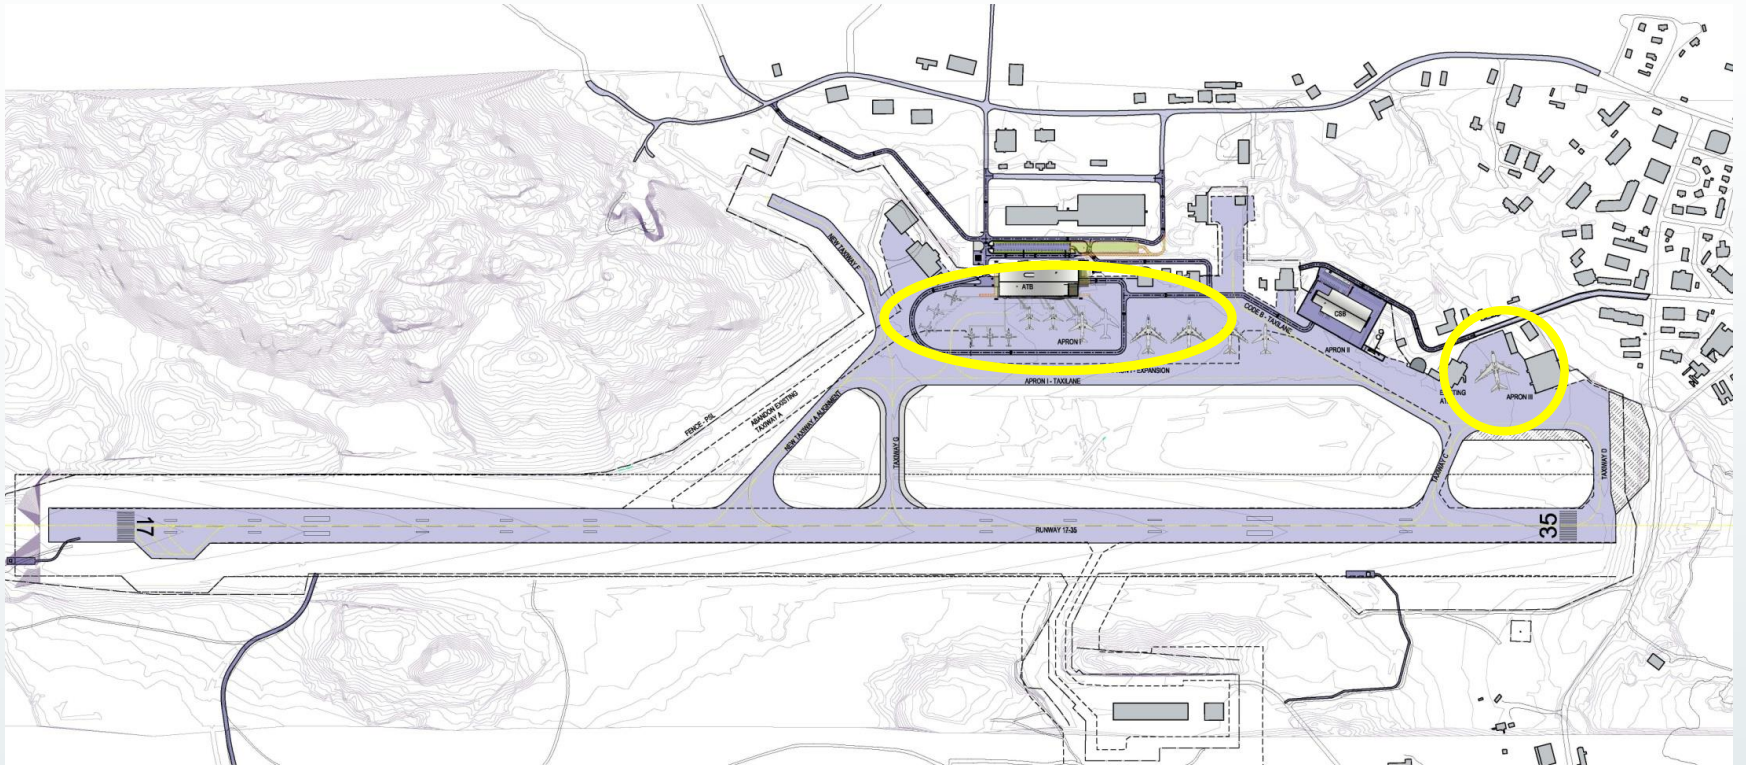 NEW TAXIWAY F
ATB
CODE B - TAXILANE
CSB
APRON I
APRON II
EXPANSION
APRON I - TAXILANE
APRON III
ABANDON EXISTING
TAXIWAY A
FENCE - PSL
NEW TAXIWAY A ALIGNMENT
TAXIWAY G
TAXIWAY C
TAXIWAY D
17
RUNWAY 17-35
35